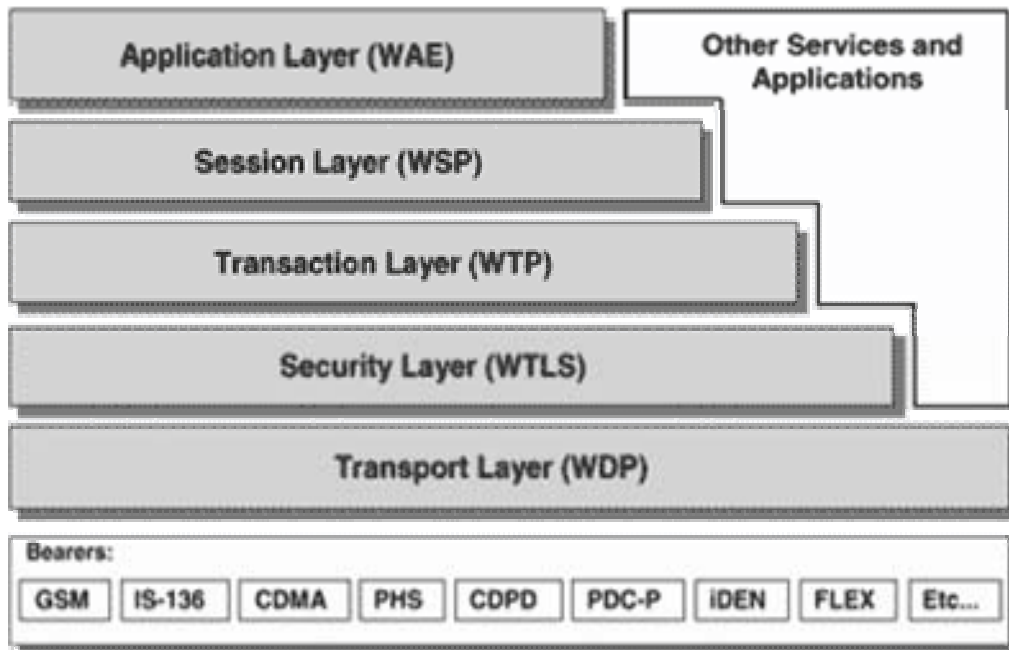 Application Layer (WAE)
Other Services and
Applications
Session Layer (WSP)
Transaction Layer (WTP)
Security Layer (WTLS)
Transport Layer (WDP)
Bearers:
GSM IS-136 CDMA PHS CDPD PDC-P iDEN FLEX Etc...